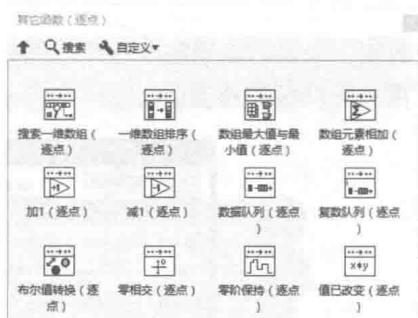 其它函数（逐点）
搜索 自定义▾
搜索一维数组（逐点）
一维数组排序（逐点）
数组最大值与最小值（逐点）
数组元素相加（逐点）
加1（逐点）
减1（逐点）
数据队列（逐点）
复数队列（逐点）
布尔值转换（逐点）
零相交（逐点）
零阶保持（逐点）
值已改变（逐点）